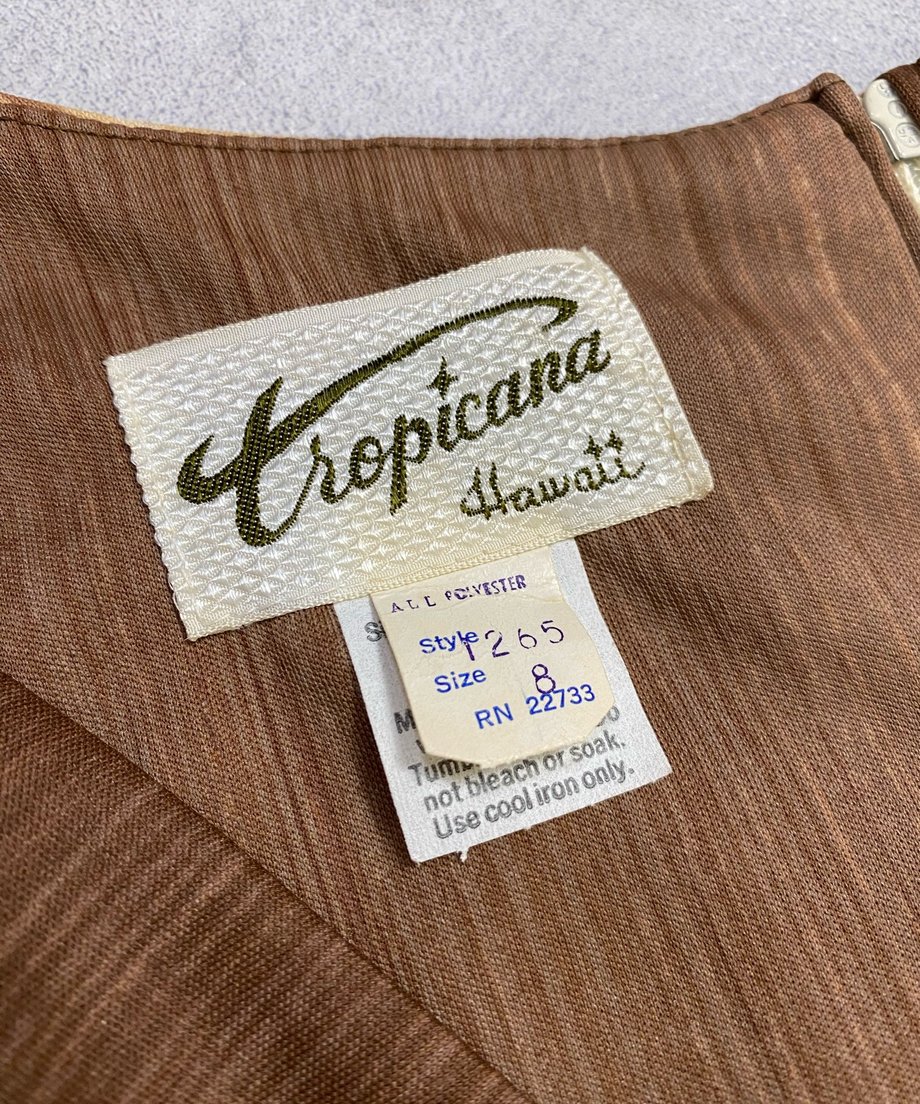 Tropicana
Hawaii
ALL POLYESTER
Style 1265
Size 8
RN 22733
not bleach or soak.
Use cool iron only.